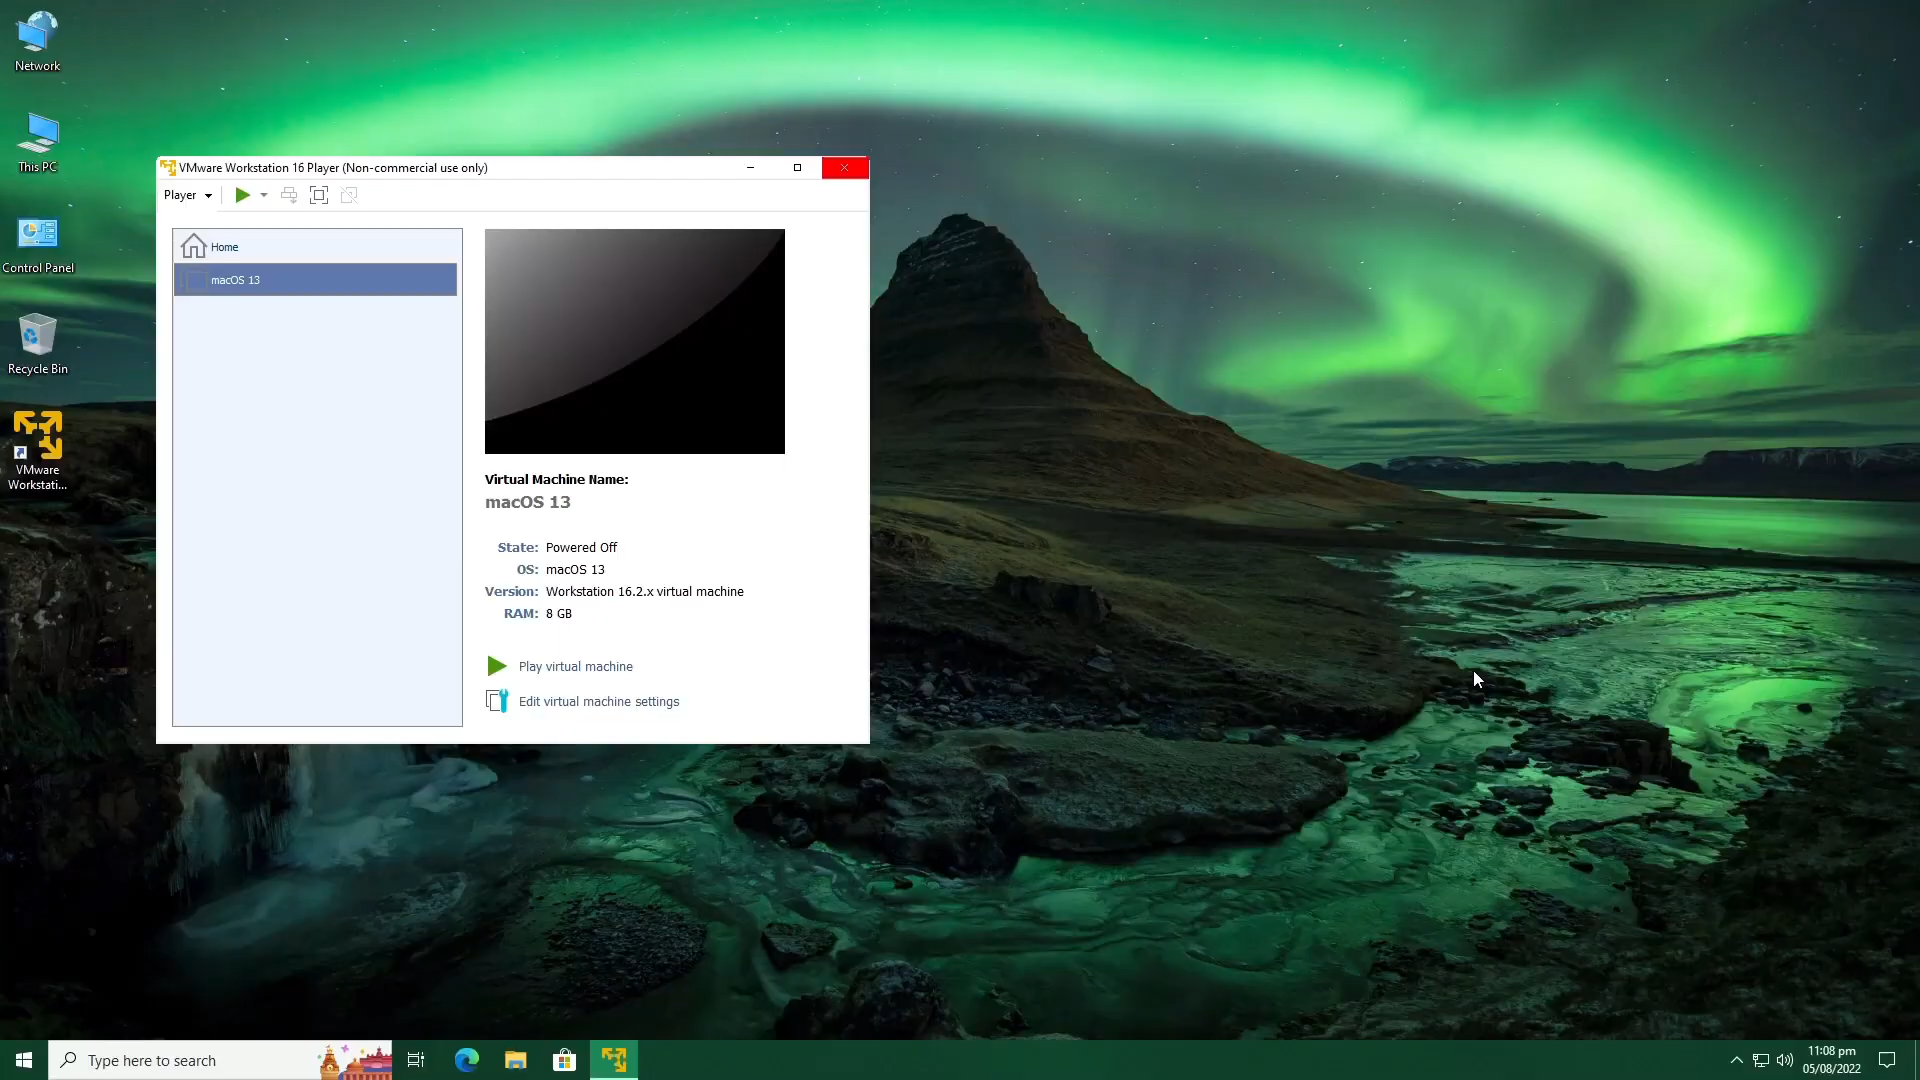 Network
This PC
Control Panel
Recycle Bin
VMware
Workstati...
VMware Workstation 16 Player (Non-commercial use only)
Player
Home
macOS 13
Virtual Machine Name:
macOS 13
State: Powered Off
OS: macOS 13
Version: Workstation 16.2.x virtual machine
RAM: 8 GB
Play virtual machine
Edit virtual machine settings
Type here to search
11:08 pm
05/08/2022